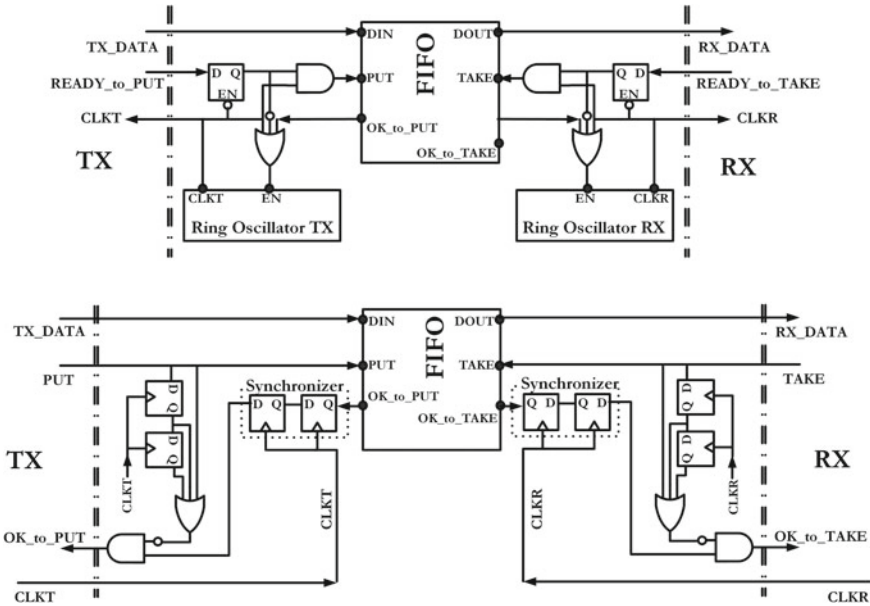 TX_DATA
DIN
DOUT
RX_DATA
FIFO
READY_to_PUT
D Q
EN
PUT
TAKE
Q D
EN
READY_to_TAKE
CLKT
OK_to_PUT
OK_to_TAKE
CLKR
TX
RX
CLKT
EN
Ring Oscillator TX
EN
CLKR
Ring Oscillator RX
TX_DATA
DIN
DOUT
RX_DATA
FIFO
PUT
PUT
TAKE
TAKE
D
Q
D
Q
Synchronizer
D Q
D Q
OK_to_PUT
OK_to_TAKE
Synchronizer
Q D
Q D
D
Q
D
Q
TX
CLKT
CLKT
CLKR
CLKR
RX
OK_to_PUT
OK_to_TAKE
CLKT
CLKR